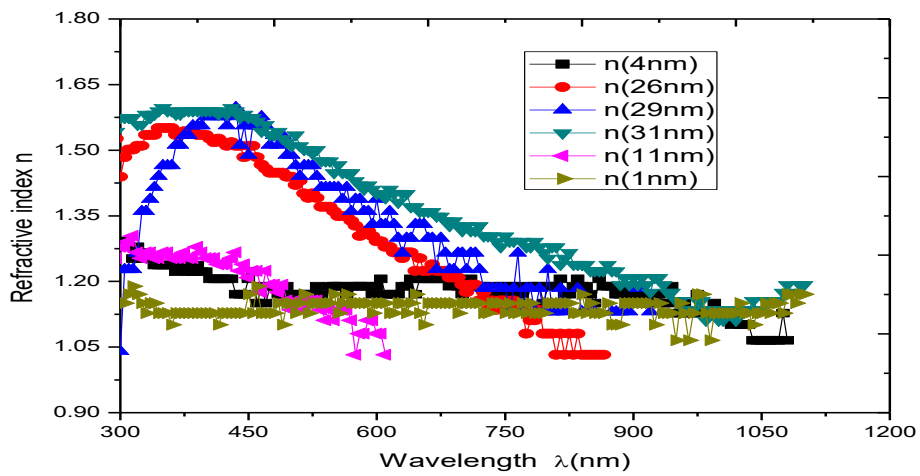 1.80
1.65
1.50
1.35
1.20
1.05
0.90
Refractive index n
n(4nm)
n(26nm)
n(29nm)
n(31nm)
n(11nm)
n(1nm)
300 450 600 750 900 1050 1200
Wavelength λ(nm)